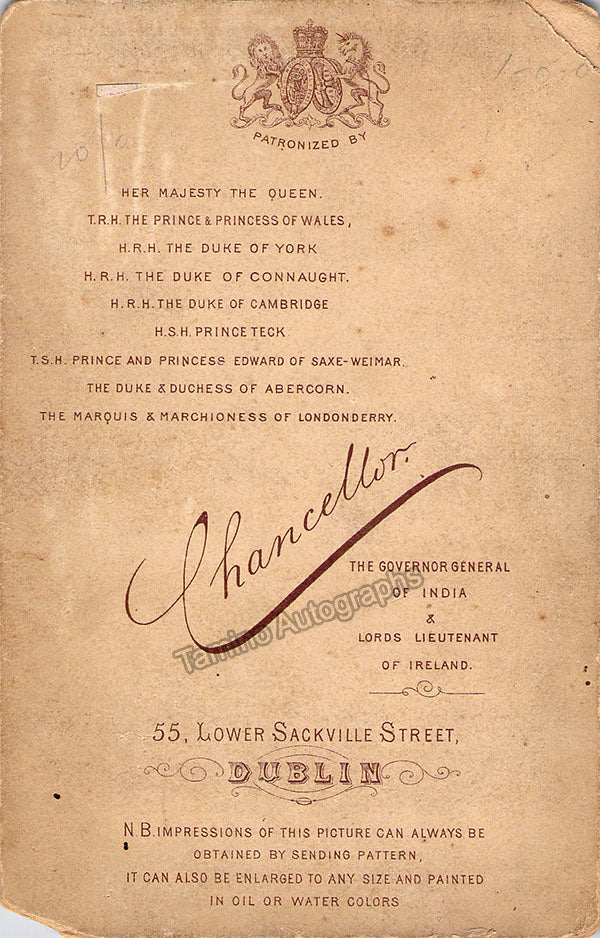 1-0.0
PATRONIZED BY
HER MAJESTY THE QUEEN.
T.R.H. THE PRINCE & PRINCESS OF WALES,
H.R.H. THE DUKE OF YORK
H.R.H. THE DUKE OF CONNAUGHT.
H.R.H. THE DUKE OF CAMBRIDGE
H.S.H. PRINCE TECK
T.S.H. PRINCE AND PRINCESS EDWARD OF SAXE-WEIMAR.
THE DUKE & DUCHESS OF ABERCORN.
THE MARQUIS & MARCHIONESS OF LONDONDERRY.
Chancellor.
THE GOVERNOR GENERAL
OF INDIA
&
LORDS LIEUTENANT
OF IRELAND.
Tamino Autographs
55, LOWER SACKVILLE STREET,
DUBLIN
N.B. IMPRESSIONS OF THIS PICTURE CAN ALWAYS BE
OBTAINED BY SENDING PATTERN,
IT CAN ALSO BE ENLARGED TO ANY SIZE AND PAINTED
IN OIL OR WATER COLORS